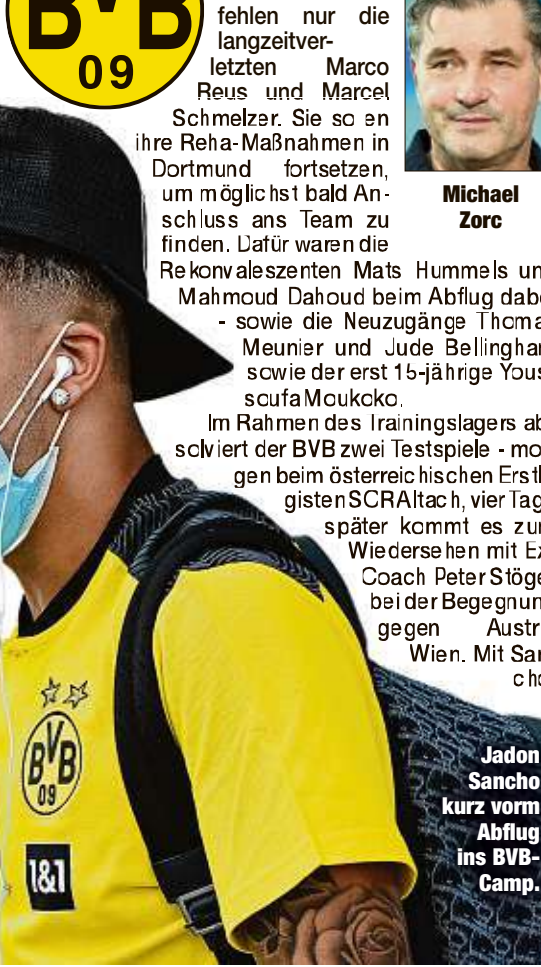 BVB
09
fehlen nur die
langzeitver-
letzten Marco
Reus und Marcel
Schmelzer. Sie so en
ihre Reha-Maßnahmen in
Dortmund fortsetzen,
um möglichst bald An-
schluss ans Team zu
finden. Dafür waren die
Rekonvaleszenten Mats Hummels un
Mahmoud Dahoud beim Abflug dabe
- sowie die Neuzugänge Thoma
Meunier und Jude Bellingha
sowie der erst 15-jährige Yous
soufa Moukoko.
Im Rahmen des Trainingslagers ab
solviert der BVB zwei Testspiele - mo
gen beim österreichischen Erstl
gisten SCR Altach, vier Tag
später kommt es zu
Wiedersehen mit Ex
Coach Peter Stöge
bei der Begegnun
gegen Austr
Wien. Mit San
cho
Michael
Zorc
BVB
09
1&1
Jadon
Sancho
kurz vorm
Abflug
ins BVB-
Camp.